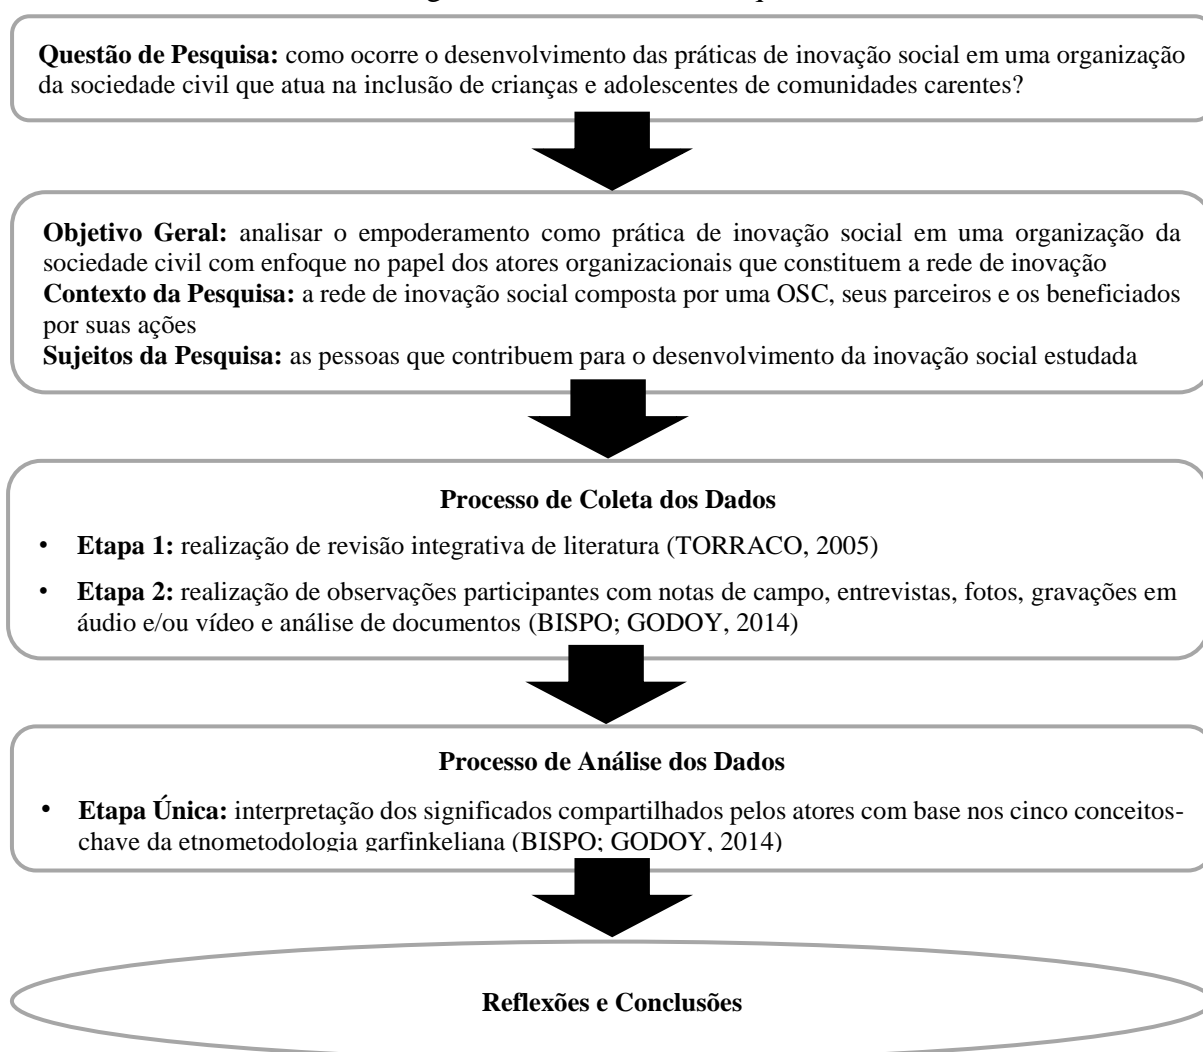 Questão de Pesquisa: como ocorre o desenvolvimento das práticas de inovação social em uma organização
da sociedade civil que atua na inclusão de crianças e adolescentes de comunidades carentes?
Objetivo Geral: analisar o empoderamento como prática de inovação social em uma organização da
sociedade civil com enfoque no papel dos atores organizacionais que constituem a rede de inovação
Contexto da Pesquisa: a rede de inovação social composta por uma OSC, seus parceiros e os beneficiados
por suas ações
Sujeitos da Pesquisa: as pessoas que contribuem para o desenvolvimento da inovação social estudada
Processo de Coleta dos Dados
• Etapa 1: realização de revisão integrativa de literatura (TORRACO, 2005)
• Etapa 2: realização de observações participantes com notas de campo, entrevistas, fotos, gravações em
áudio e/ou vídeo e análise de documentos (BISPO; GODOY, 2014)
Processo de Análise dos Dados
• Etapa Única: interpretação dos significados compartilhados pelos atores com base nos cinco conceitos-
chave da etnometodologia garfinkeliana (BISPO; GODOY, 2014)
Reflexões e Conclusões